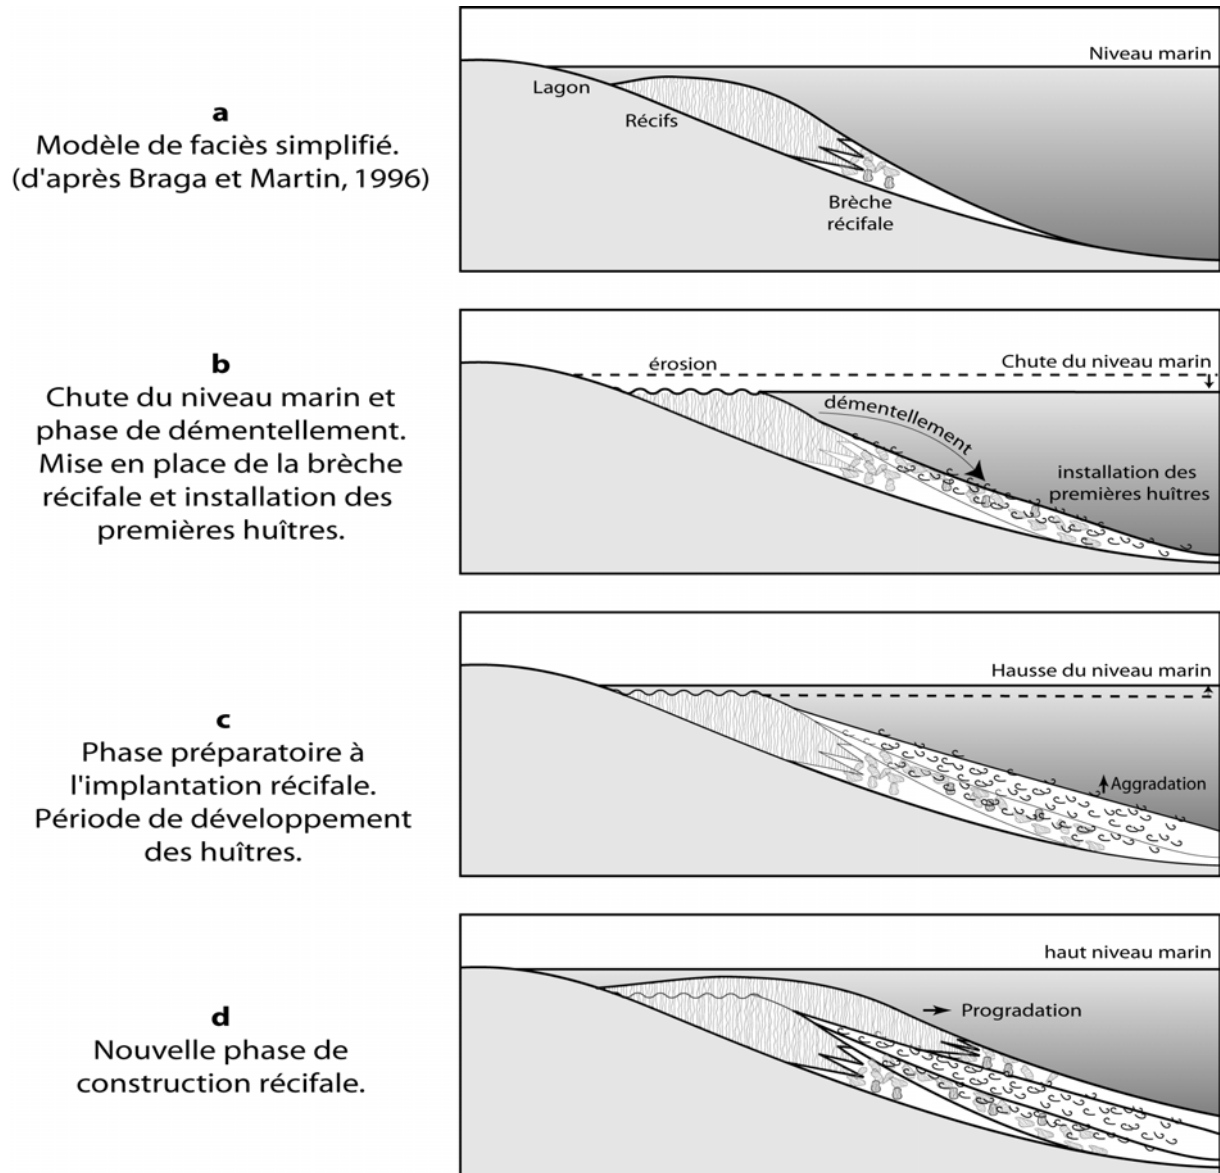 a
Modèle de faciès simplifié.
(d'après Braga et Martin, 1996)
Niveau marin
Lagon
Récifs
Brèche
récifale
b
Chute du niveau marin et
phase de démentellement.
Mise en place de la brèche
récifale et installation des
premières huîtres.
érosion
Chute du niveau marin
démentellement
installation des
premières huîtres
c
Phase préparatoire à
l'implantation récifale.
Période de développement
des huîtres.
Hausse du niveau marin
Aggradation
d
Nouvelle phase de
construction récifale.
haut niveau marin
Progradation